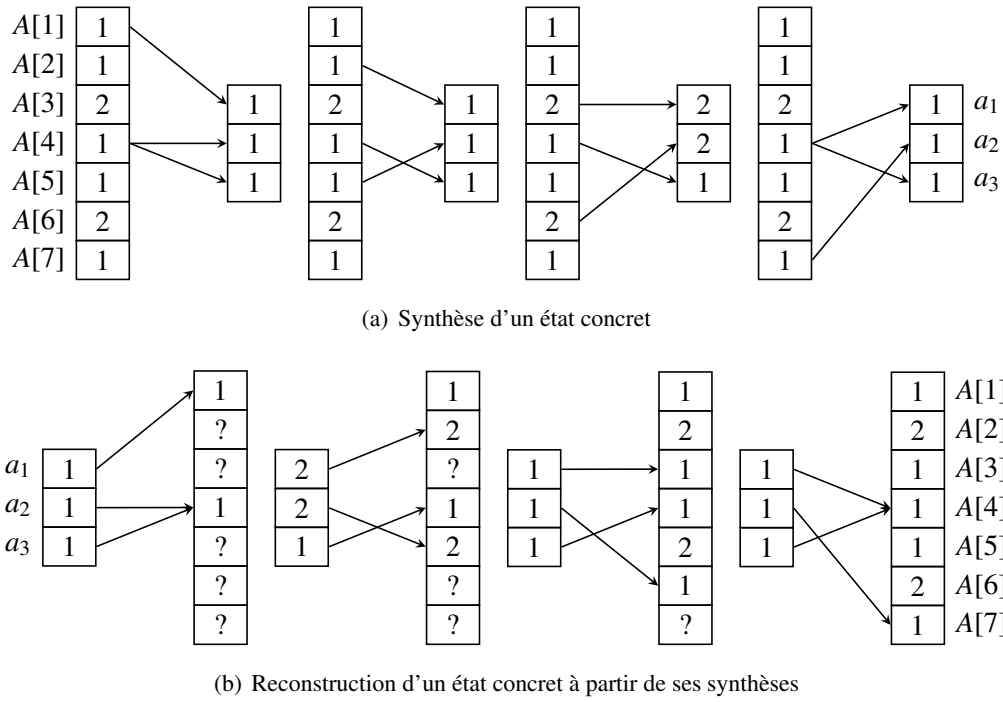 A[1] 1 1 1 1
A[2] 1 1 1 1
A[3] 2 1 2 1 2 2 2 1 a₁
A[4] 1 1 1 1 1 2 1 1 a₂
A[5] 1 1 1 1 1 1 1 1 a₃
A[6] 2 2 2 2
A[7] 1 1 1 1
(a) Synthèse d'un état concret
1 1 1 1 A[1]
? 2 2 2 A[2]
a₁ 1 ? 2 ? 1 1 1 1 A[3]
a₂ 1 1 2 1 1 1 1 1 A[4]
a₃ 1 ? 1 2 1 2 1 1 A[5]
? ? 1 2 A[6]
? ? ? 1 A[7]
(b) Reconstruction d'un état concret à partir de ses synthèses